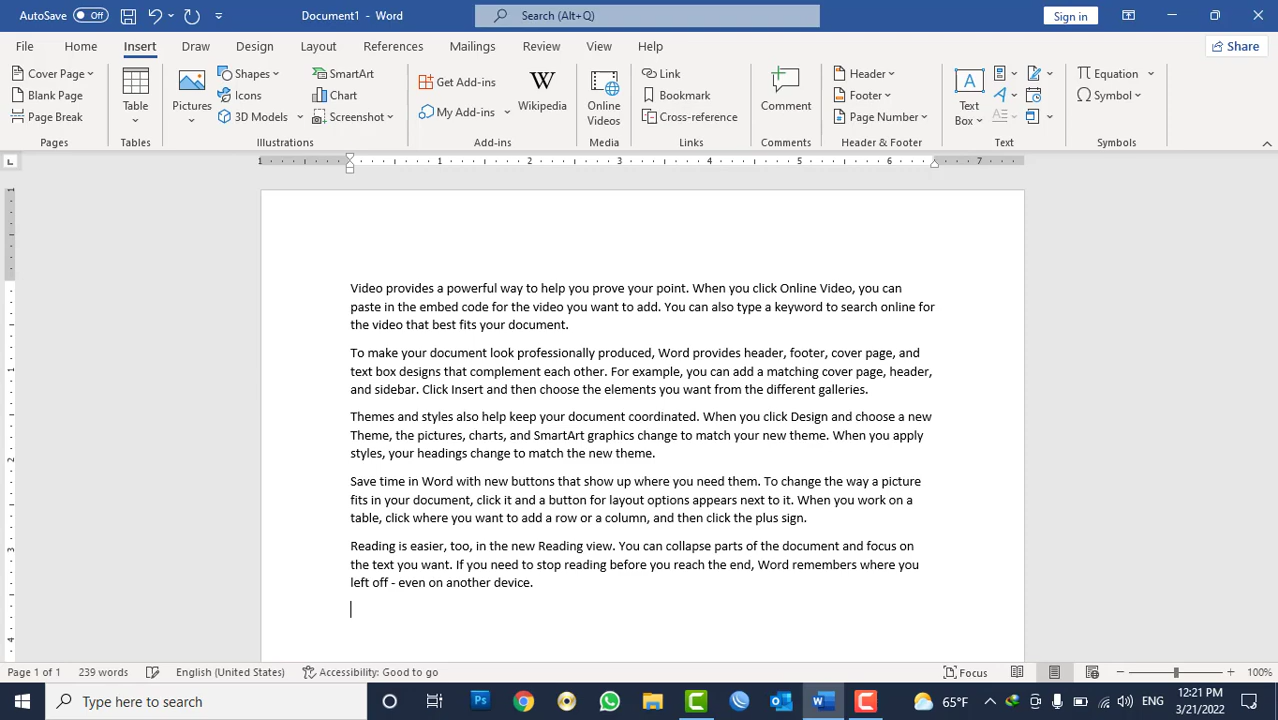 AutoSave Off
Document1 - Word
Search (Alt+Q)
Sign in
File Home Insert Draw Design Layout References Mailings Review View Help
Share
Cover Page
Blank Page
Page Break
Pages
Table
Tables
Pictures
Shapes
Icons
3D Models
SmartArt
Chart
Screenshot
Illustrations
Get Add-ins
My Add-ins
Wikipedia
Add-ins
Online
Videos
Media
Link
Bookmark
Cross-reference
Links
Comment
Comments
Header
Footer
Page Number
Header & Footer
Text
Box
Text
Equation
Symbol
Symbols
1 1 2 3 4 5 6 7
1
1
2
3
4
Video provides a powerful way to help you prove your point. When you click Online Video, you can
paste in the embed code for the video you want to add. You can also type a keyword to search online for
the video that best fits your document.
To make your document look professionally produced, Word provides header, footer, cover page, and
text box designs that complement each other. For example, you can add a matching cover page, header,
and sidebar. Click Insert and then choose the elements you want from the different galleries.
Themes and styles also help keep your document coordinated. When you click Design and choose a new
Theme, the pictures, charts, and SmartArt graphics change to match your new theme. When you apply
styles, your headings change to match the new theme.
Save time in Word with new buttons that show up where you need them. To change the way a picture
fits in your document, click it and a button for layout options appears next to it. When you work on a
table, click where you want to add a row or a column, and then click the plus sign.
Reading is easier, too, in the new Reading view. You can collapse parts of the document and focus on
the text you want. If you need to stop reading before you reach the end, Word remembers where you
left off - even on another device.
Page 1 of 1 239 words English (United States) Accessibility: Good to go Focus 100%
Type here to search
65°F
ENG
12:21 PM
3/21/2022